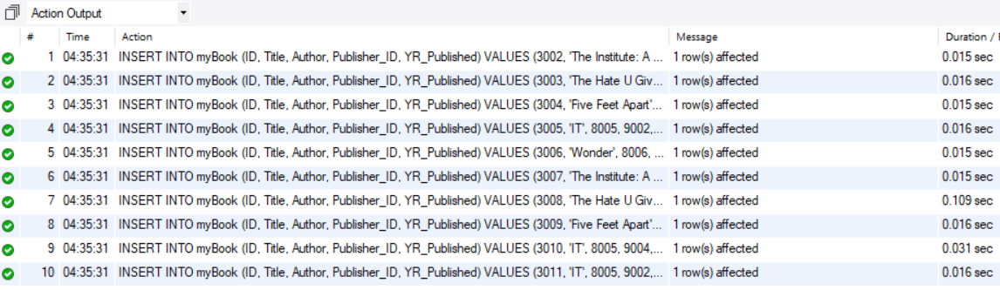 Action Output
# Time Action Message Duration /
1 04:35:31 INSERT INTO myBook (ID, Title, Author, Publisher_ID, YR_Published) VALUES (3002, 'The Institute: A ... 1 row(s) affected 0.015 sec
2 04:35:31 INSERT INTO myBook (ID, Title, Author, Publisher_ID, YR_Published) VALUES (3003, 'The Hate U Giv... 1 row(s) affected 0.016 sec
3 04:35:31 INSERT INTO myBook (ID, Title, Author, Publisher_ID, YR_Published) VALUES (3004, 'Five Feet Apart'... 1 row(s) affected 0.015 sec
4 04:35:31 INSERT INTO myBook (ID, Title, Author, Publisher_ID, YR_Published) VALUES (3005, 'IT', 8005, 9002,... 1 row(s) affected 0.016 sec
5 04:35:31 INSERT INTO myBook (ID, Title, Author, Publisher_ID, YR_Published) VALUES (3006, 'Wonder', 8006, ... 1 row(s) affected 0.015 sec
6 04:35:31 INSERT INTO myBook (ID, Title, Author, Publisher_ID, YR_Published) VALUES (3007, 'The Institute: A ... 1 row(s) affected 0.015 sec
7 04:35:31 INSERT INTO myBook (ID, Title, Author, Publisher_ID, YR_Published) VALUES (3008, 'The Hate U Giv... 1 row(s) affected 0.109 sec
8 04:35:31 INSERT INTO myBook (ID, Title, Author, Publisher_ID, YR_Published) VALUES (3009, 'Five Feet Apart'... 1 row(s) affected 0.016 sec
9 04:35:31 INSERT INTO myBook (ID, Title, Author, Publisher_ID, YR_Published) VALUES (3010, 'IT', 8005, 9004,... 1 row(s) affected 0.031 sec
10 04:35:31 INSERT INTO myBook (ID, Title, Author, Publisher_ID, YR_Published) VALUES (3011, 'IT', 8005, 9002,... 1 row(s) affected 0.016 sec